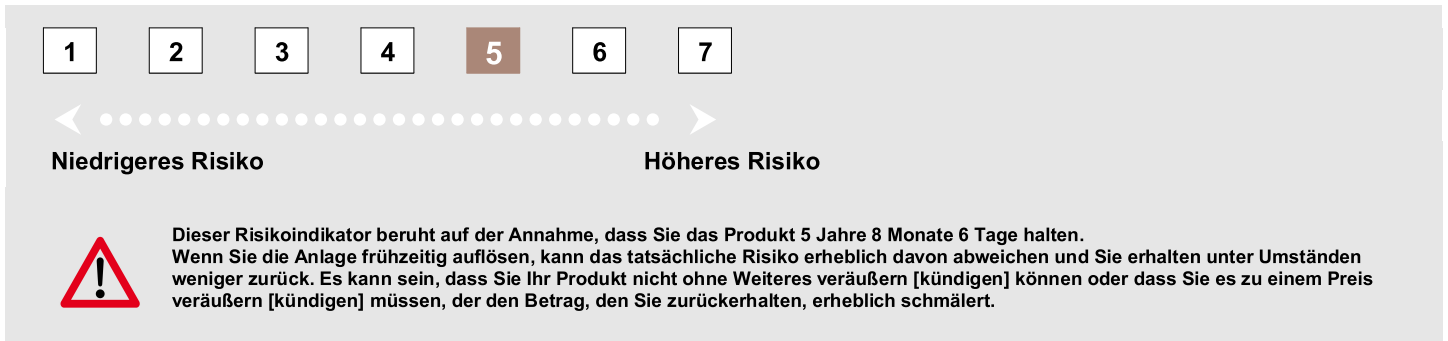 1 2 3 4 5 6 7
Niedrigeres Risiko Höheres Risiko
Dieser Risikoindikator beruht auf der Annahme, dass Sie das Produkt 5 Jahre 8 Monate 6 Tage halten.
Wenn Sie die Anlage frühzeitig auflösen, kann das tatsächliche Risiko erheblich davon abweichen und Sie erhalten unter Umständen
weniger zurück. Es kann sein, dass Sie Ihr Produkt nicht ohne Weiteres veräußern [kündigen] können oder dass Sie es zu einem Preis
veräußern [kündigen] müssen, der den Betrag, den Sie zurückerhalten, erheblich schmälert.